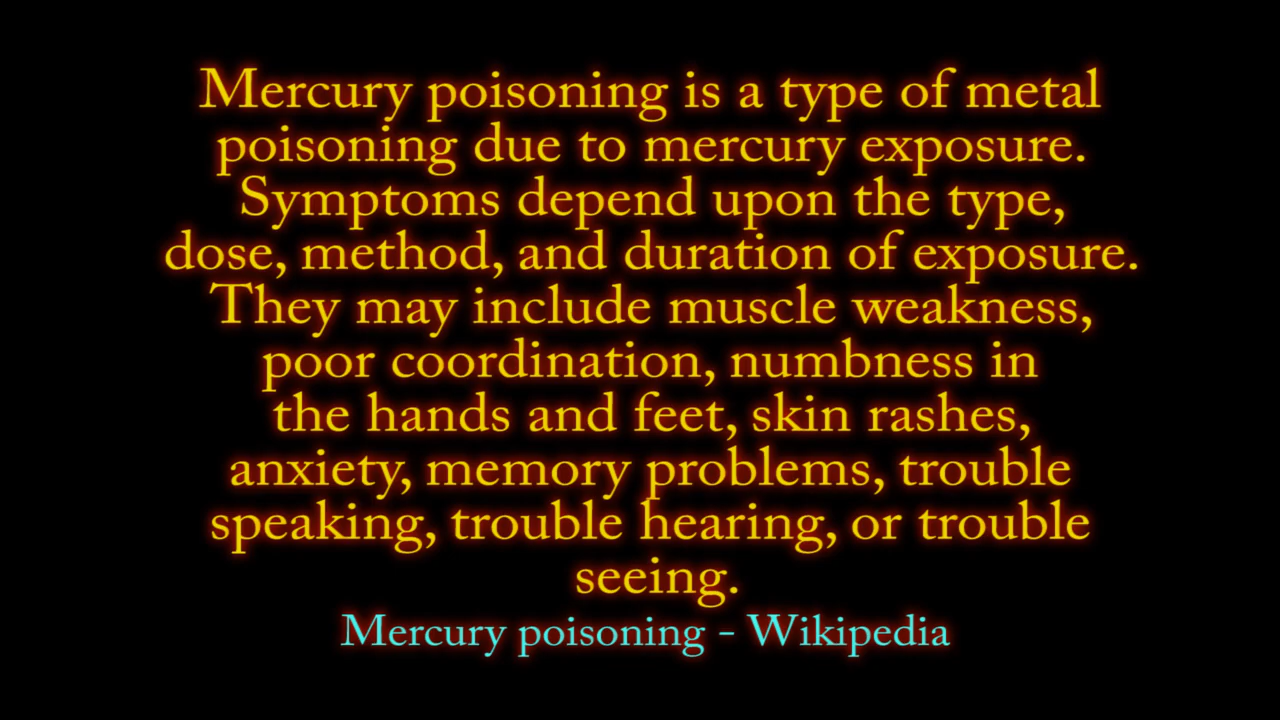 Mercury poisoning is a type of metal
poisoning due to mercury exposure.
Symptoms depend upon the type,
dose, method, and duration of exposure.
They may include muscle weakness,
poor coordination, numbness in
the hands and feet, skin rashes,
anxiety, memory problems, trouble
speaking, trouble hearing, or trouble
seeing.
Mercury poisoning - Wikipedia